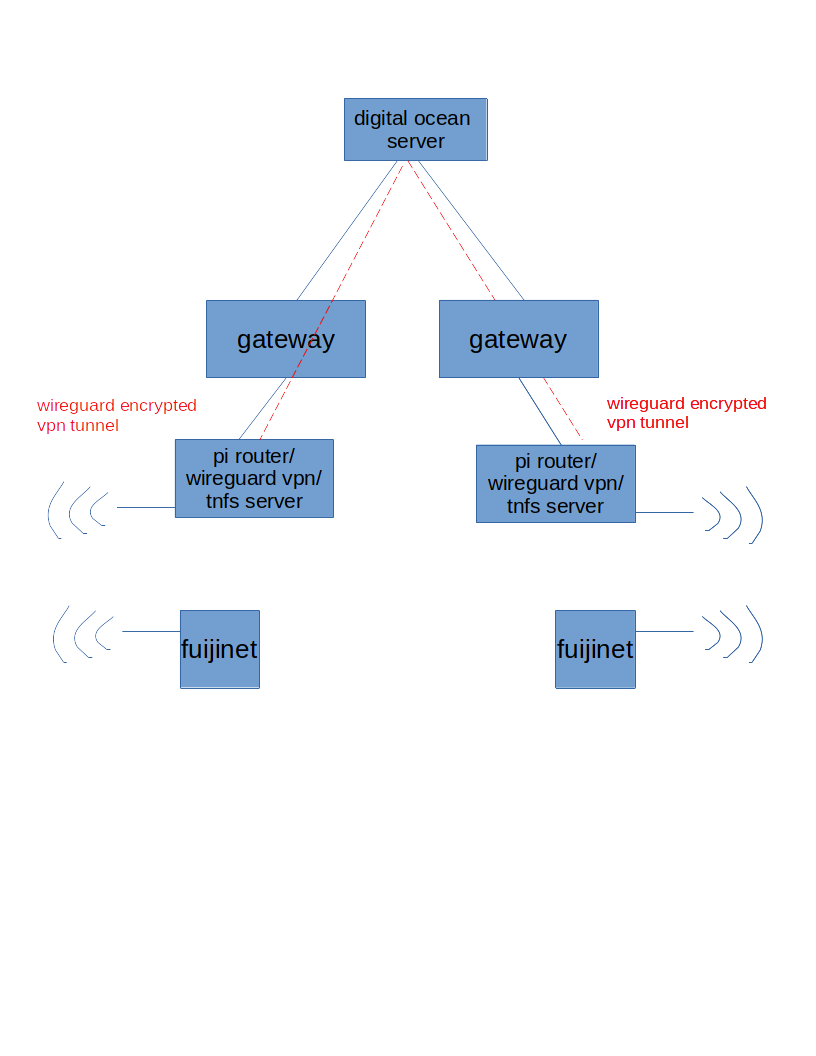 digital ocean
server
gateway
gateway
wireguard encrypted
vpn tunnel
wireguard encrypted
vpn tunnel
pi router/
wireguard vpn/
tnfs server
pi router/
wireguard vpn/
tnfs server
fuijinet
fuijinet